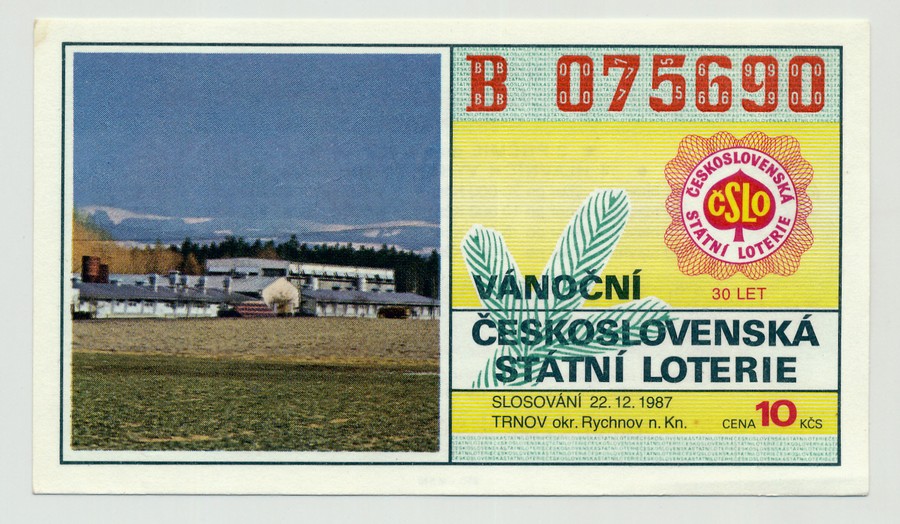 B 075690
ČESKOSLOVENSKÁ
ČSLO
STÁTNÍ LOTERIE
30 LET
VÁNOČNÍ
ČESKOSLOVENSKÁ
STÁTNÍ LOTERIE
SLOSOVÁNÍ 22.12.1987
TRNOV okr. Rychnov n. Kn.
CENA 10 KČS